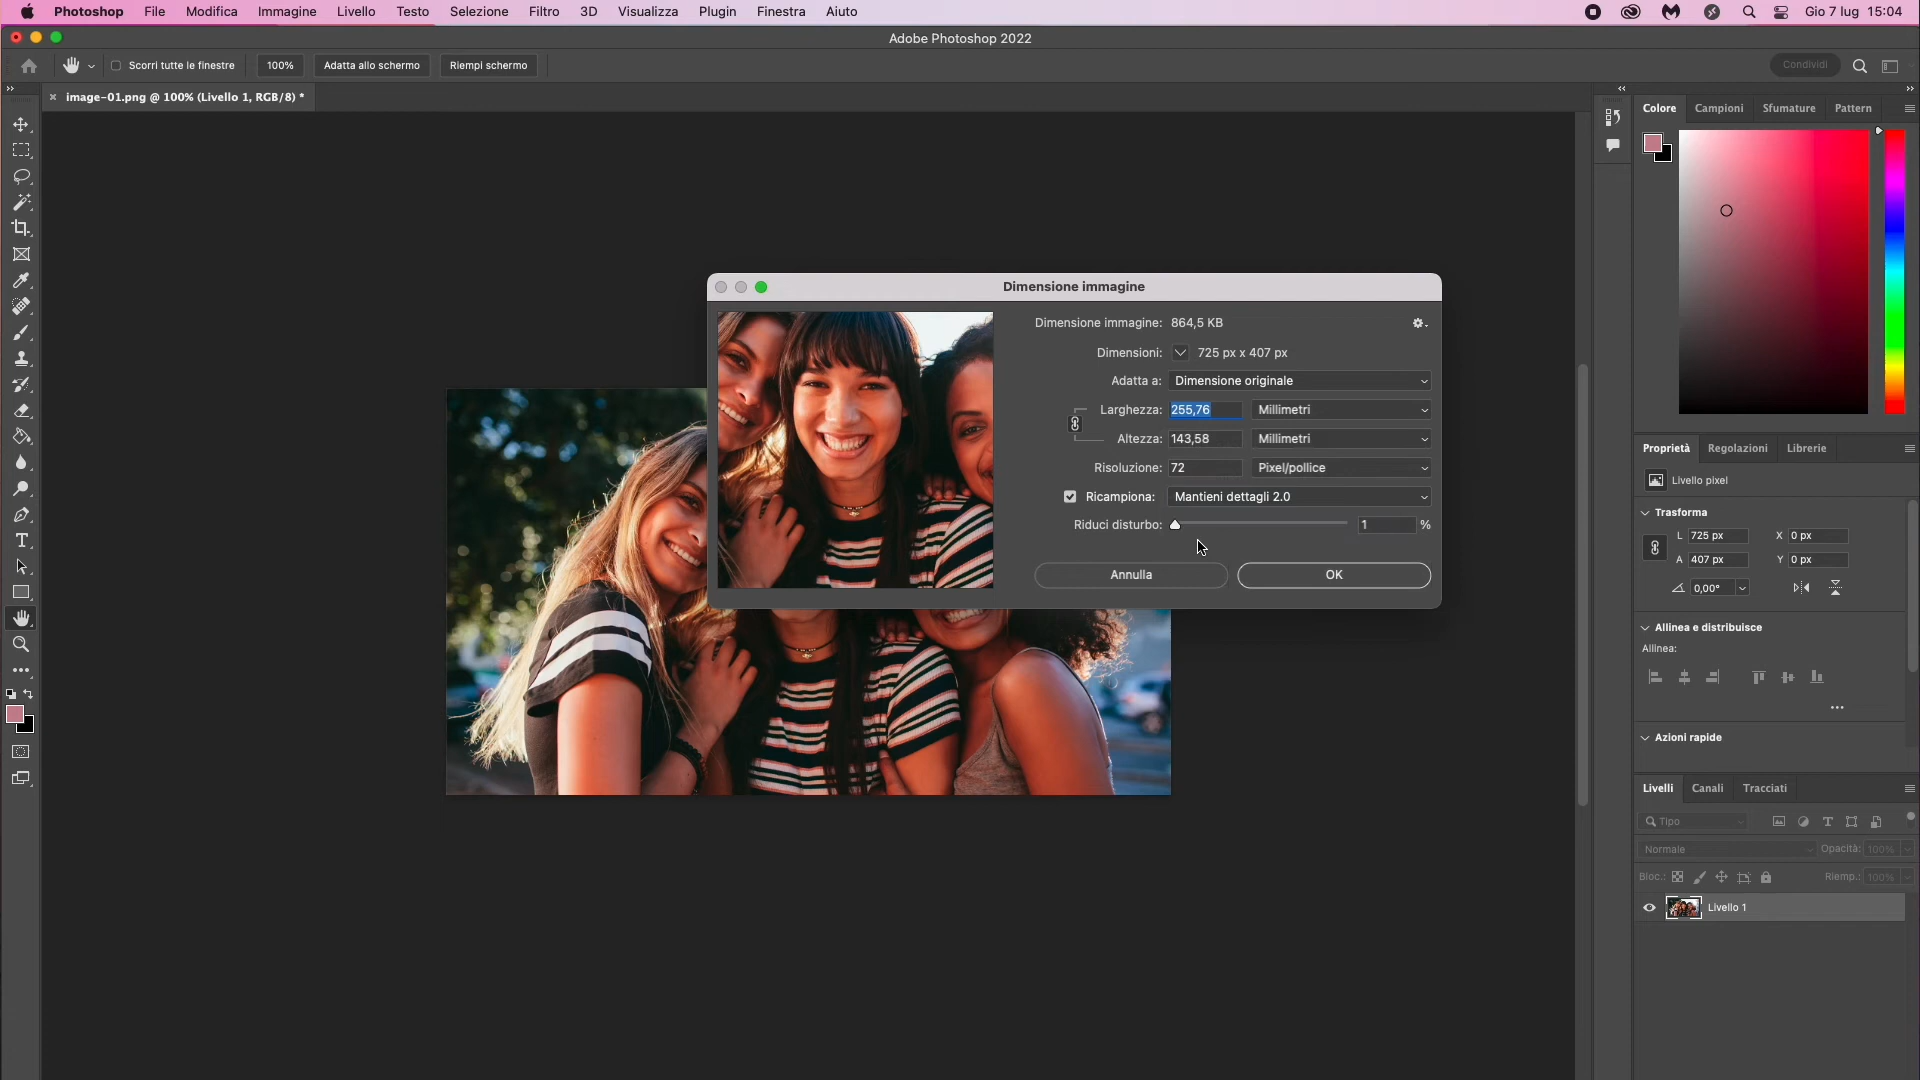 Photoshop File Modifica Immagine Livello Testo Selezione Filtro 3D Visualizza Plugin Finestra Aiuto Gio 7 lug 15:04
Adobe Photoshop 2022
Scorri tutte le finestre 100% Adatta allo schermo Riempi schermo Condividi
image-01.png @ 100% (Livello 1, RGB/8) *
Colore Campioni Sfumature Pattern
Dimensione immagine
Dimensione immagine: 864,5 KB
Dimensioni: 725 px x 407 px
Adatta a: Dimensione originale
Larghezza: 255,76 Millimetri
Altezza: 143,58 Millimetri
Risoluzione: 72 Pixel/pollice
Ricampiona: Mantieni dettagli 2.0
Riduci disturbo: 1 %
Annulla OK
Proprietà Regolazioni Librerie
Livello pixel
Trasforma
L 725 px X 0 px
A 407 px Y 0 px
0,00°
Allinea e distribuisce
Allinea:
Azioni rapide
Livelli Canali Tracciati
Tipo
Normale Opacità: 100%
Bloc.: Riemp.: 100%
Livello 1